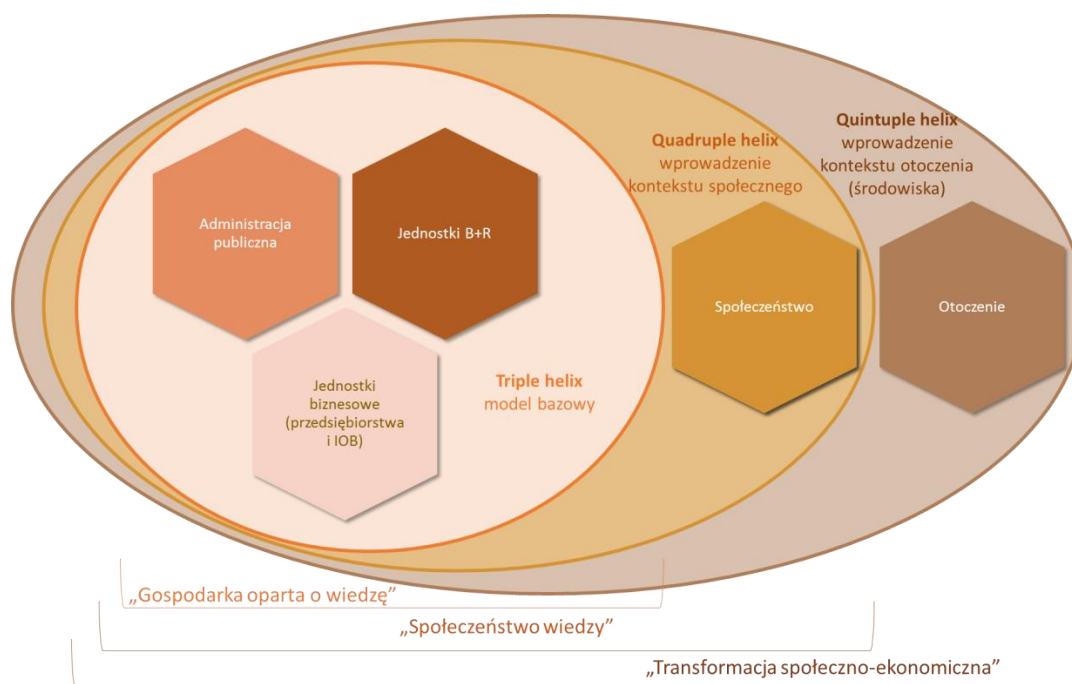 Administracja
publiczna
Jednostki B+R
Jednostki
biznesowe
(przedsiębiorstwa
i IOB)
Triple helix
model bazowy
Quadruple helix
wprowadzenie
kontekstu społecznego
Społeczeństwo
Quintuple helix
wprowadzenie
kontekstu otoczenia
(środowiska)
Otoczenie
„Gospodarka oparta o wiedzę”
„Społeczeństwo wiedzy”
„Transformacja społeczno-ekonomiczna”